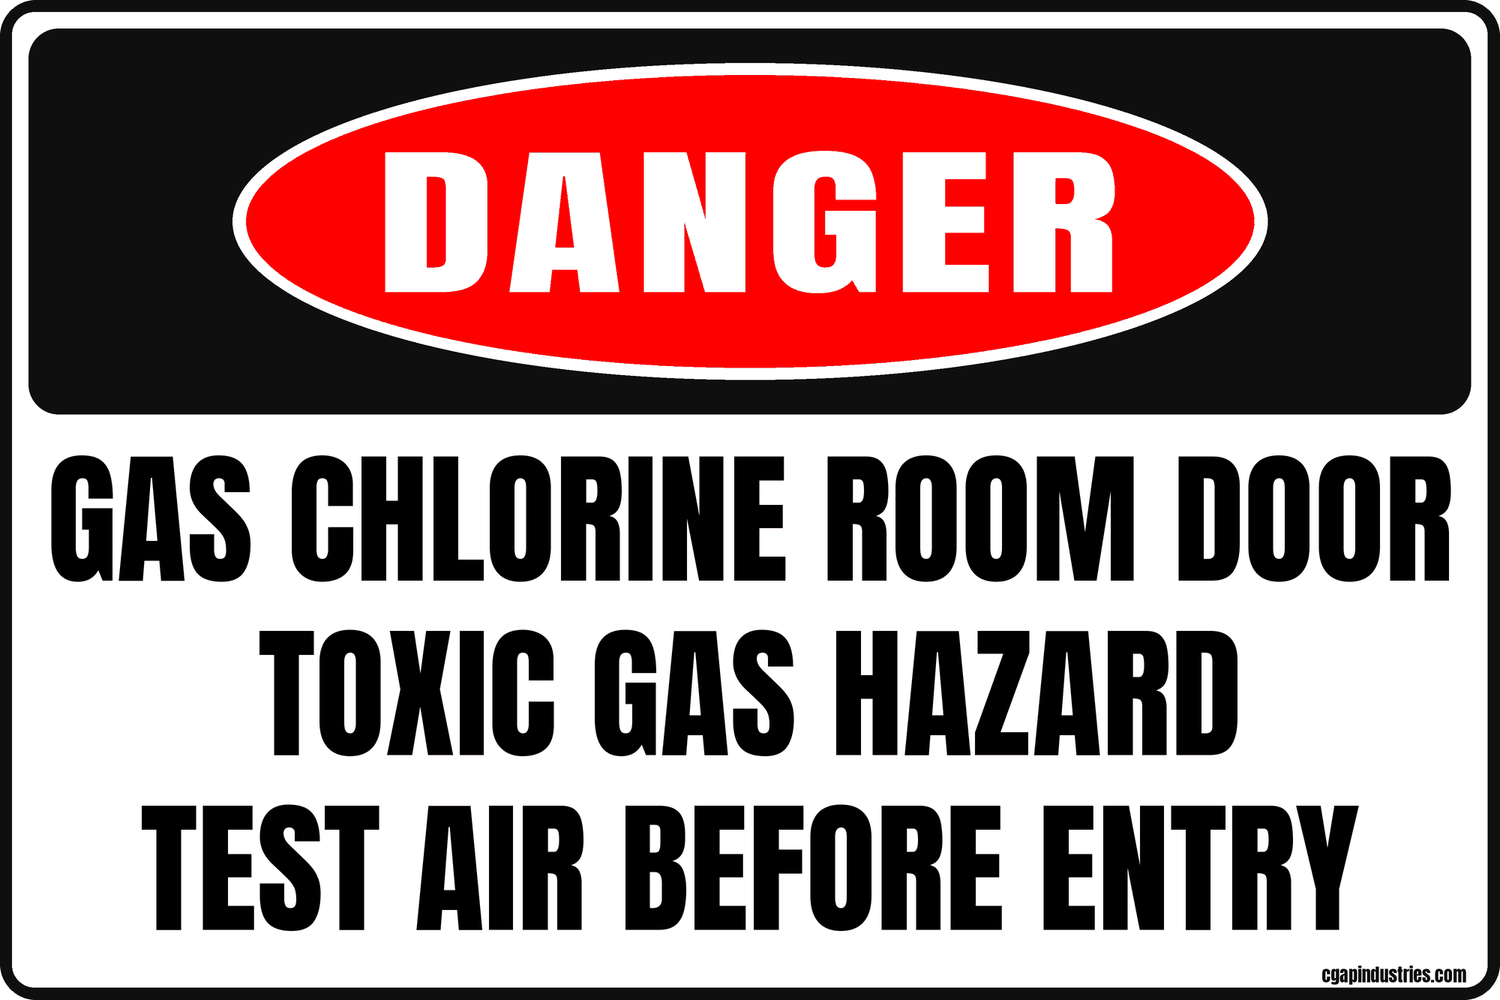 DANGER
GAS CHLORINE ROOM DOOR
TOXIC GAS HAZARD
TEST AIR BEFORE ENTRY
cgapindustries.com